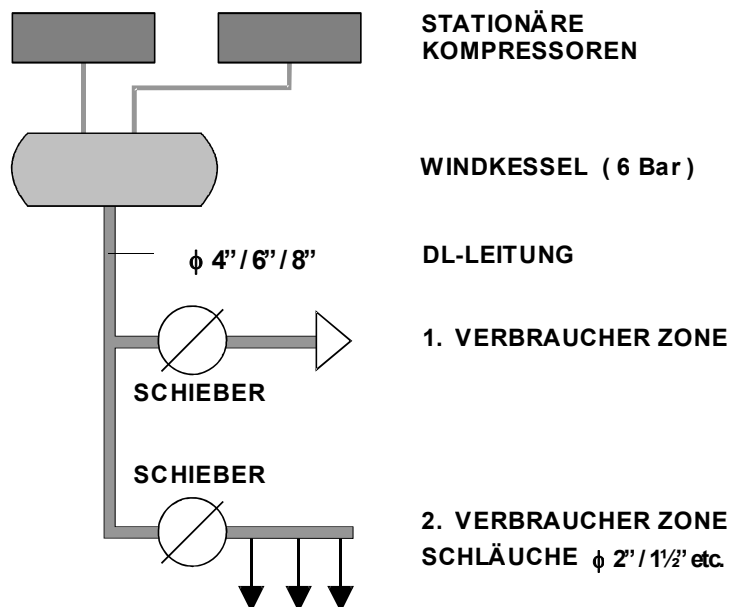 STATIONÄRE
KOMPRESSOREN
WINDKESSEL ( 6 Bar )
ϕ 4” / 6” / 8”
DL-LEITUNG
1. VERBRAUCHER ZONE
SCHIEBER
SCHIEBER
2. VERBRAUCHER ZONE
SCHLÄUCHE ϕ 2” / 1½” etc.